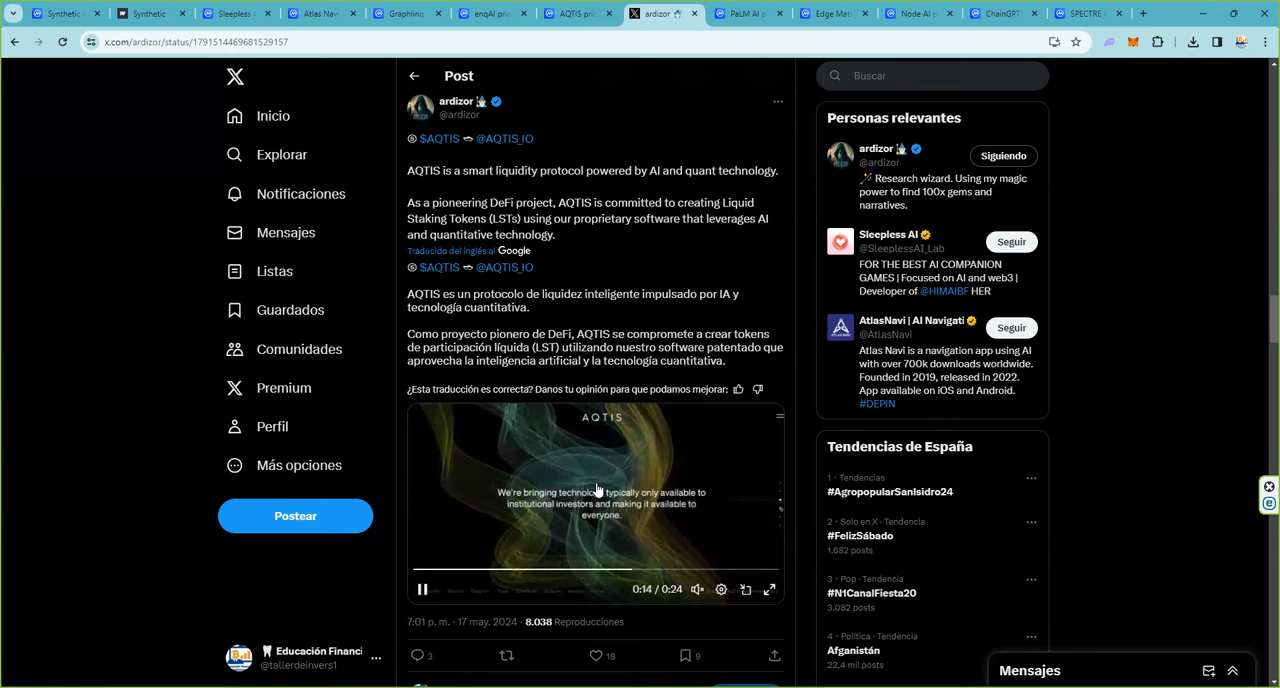 Synthetic
Synthetic
Sleepless A
Atlas Navi
Graphlinq
enqAI pric
AQTIS pric
ardizor
PaLM AI p
Edge Mat
Node AI p
ChainGPT
SPECTRE
x.com/ardizor/status/1791514469681529157
Inicio
Explorar
Notificaciones
Mensajes
Listas
Guardados
Comunidades
Premium
Perfil
Más opciones
Postear
Educación Financi
@tallerdeinvers1
Post
ardizor
@ardizor
$AQTIS @AQTIS_IO
AQTIS is a smart liquidity protocol powered by AI and quant technology.
As a pioneering DeFi project, AQTIS is committed to creating Liquid
Staking Tokens (LSTs) using our proprietary software that leverages AI
and quantitative technology.
Traducido del inglés al Google
$AQTIS @AQTIS_IO
AQTIS es un protocolo de liquidez inteligente impulsado por IA y
tecnología cuantitativa.
Como proyecto pionero de DeFi, AQTIS se compromete a crear tokens
de participación líquida (LST) utilizando nuestro software patentado que
aprovecha la inteligencia artificial y la tecnología cuantitativa.
¿Esta traducción es correcta? Danos tu opinión para que podamos mejorar:
AQTIS
We're bringing technology typically only available to
institutional investors and making it available to
everyone.
0:14 / 0:24
7:01 p. m. · 17 may. 2024 · 8.038 Reproducciones
3
18
9
Buscar
Personas relevantes
ardizor
@ardizor
Siguiendo
Research wizard. Using my magic
power to find 100x gems and
narratives.
Sleepless AI
@SleeplessAI_Lab
Seguir
FOR THE BEST AI COMPANION
GAMES | Focused on AI and web3 |
Developer of @HIMAIBF HER
AtlasNavi | AI Navigati
@AtlasNavi
Seguir
Atlas Navi is a navigation app using AI
with over 700k downloads worldwide.
Founded in 2019, released in 2022.
App available on iOS and Android.
#DEPIN
Tendencias de España
1 · Tendencias
#AgropopularSanIsidro24
2 · Solo en X · Tendencia
#FelizSábado
1.682 posts
3 · Pop · Tendencia
#N1CanalFiesta20
3.082 posts
4 · Política · Tendencia
Afganistán
22,4 mil posts
Mensajes